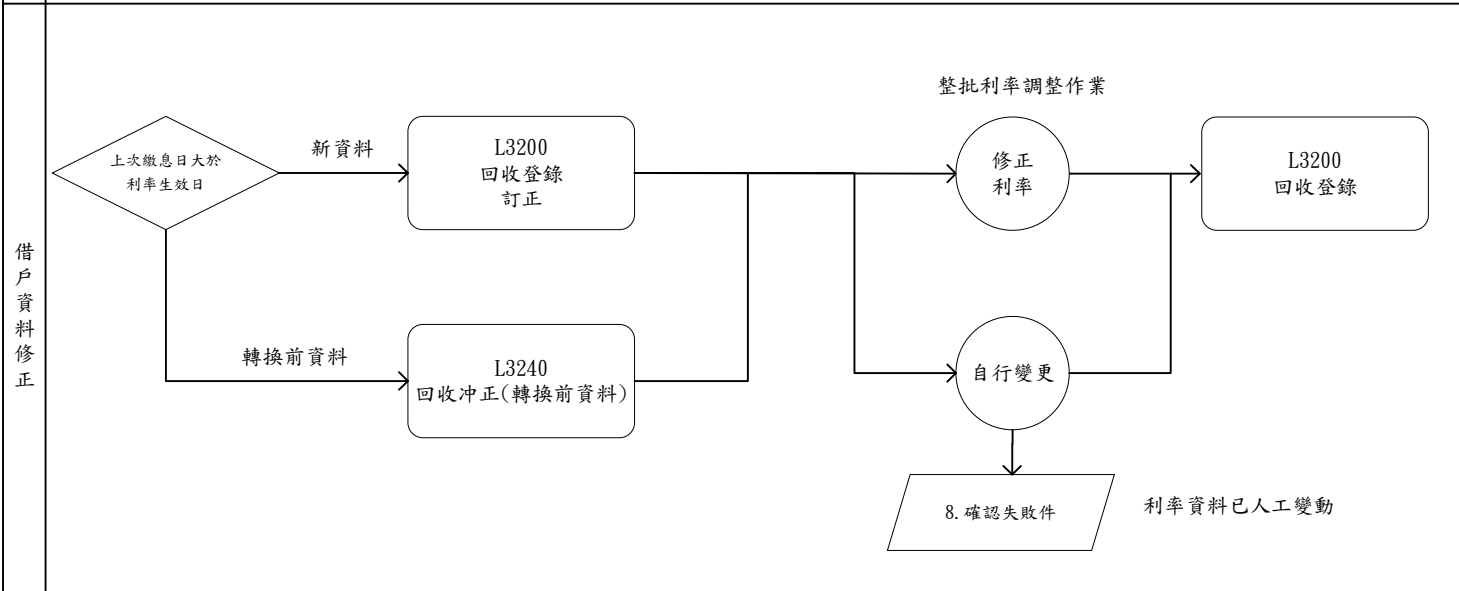 借戶資料修正
上次繳息日大於
利率生效日
新資料
L3200
回收登錄
訂正
整批利率調整作業
修正
利率
L3200
回收登錄
轉換前資料
L3240
回收冲正(轉換前資料)
自行變更
8.確認失敗件
利率資料已人工變動